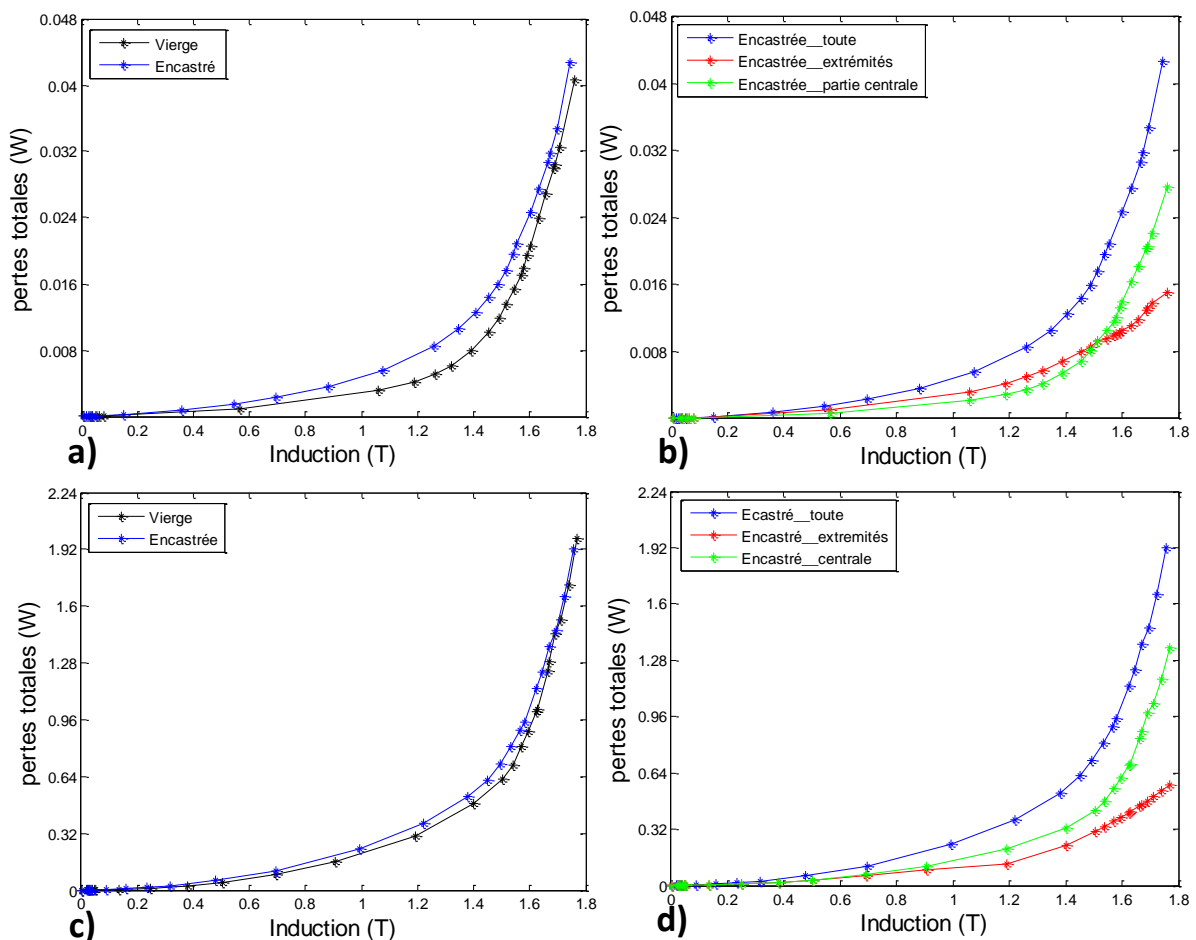 0.048
0.04
0.032
0.024
0.016
0.008
0
pertes totales (W)
Vierge
Encastré
0 0.2 0.4 0.6 0.8 1 1.2 1.4 1.6 1.8
a)
Induction (T)
0.048
0.04
0.032
0.024
0.016
0.008
0
pertes totales (W)
Encastrée__toute
Encastrée__extrémités
Encastrée__partie centrale
0 0.2 0.4 0.6 0.8 1 1.2 1.4 1.6 1.8
b)
Induction (T)
2.24
1.92
1.6
1.28
0.96
0.64
0.32
0
pertes totales (W)
Vierge
Encastrée
0 0.2 0.4 0.6 0.8 1 1.2 1.4 1.6 1.8
c)
Induction (T)
2.24
1.92
1.6
1.28
0.96
0.64
0.32
0
pertes totales (W)
Ecastré__toute
Encastré__extremités
Encastré__centrale
0 0.2 0.4 0.6 0.8 1 1.2 1.4 1.6 1.8
d)
Induction (T)